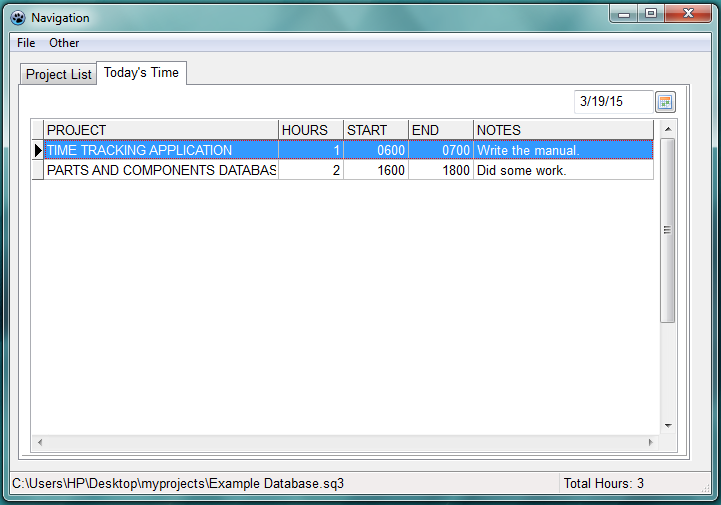 Navigation
File Other
Project List Today's Time
3/19/15
PROJECT HOURS START END NOTES
TIME TRACKING APPLICATION 1 0600 0700 Write the manual.
PARTS AND COMPONENTS DATABAS 2 1600 1800 Did some work.
C:\Users\HP\Desktop\myprojects\Example Database.sq3 Total Hours: 3